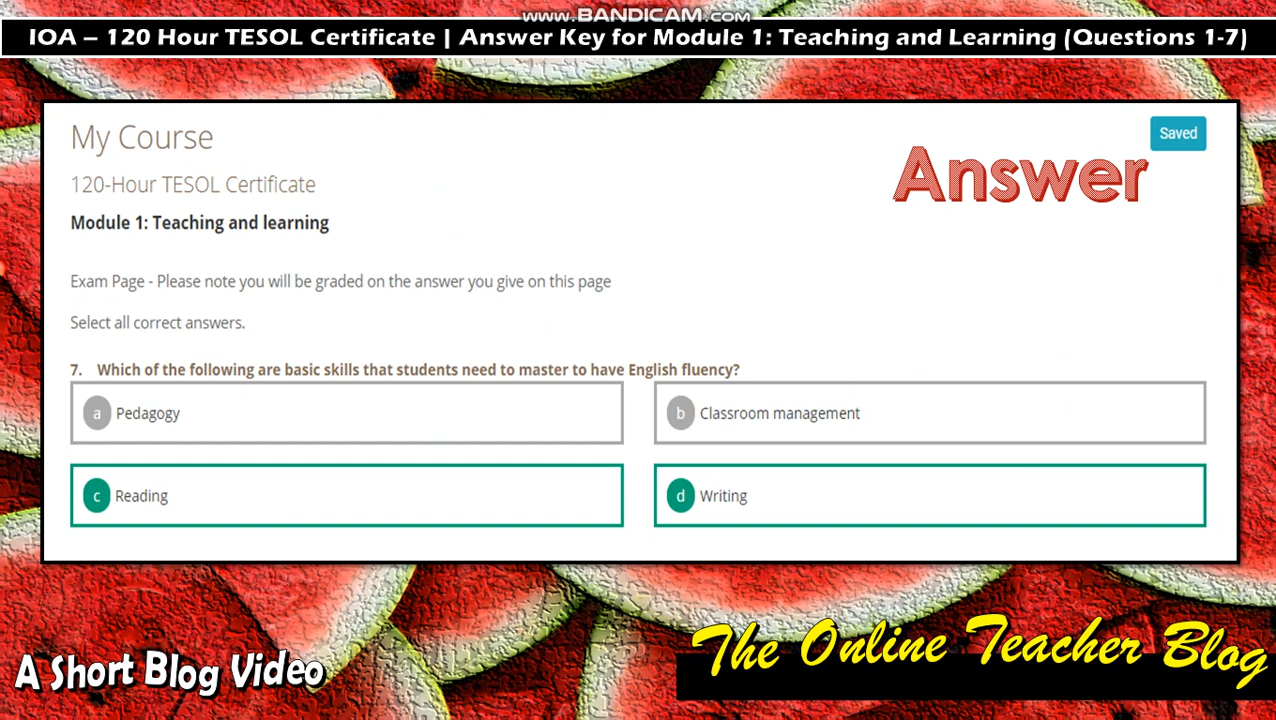 www.BANDICAM.com
IOA – 120 Hour TESOL Certificate | Answer Key for Module 1: Teaching and Learning (Questions 1-7)
My Course
Saved
Answer
120-Hour TESOL Certificate
Module 1: Teaching and learning
Exam Page - Please note you will be graded on the answer you give on this page
Select all correct answers.
7. Which of the following are basic skills that students need to master to have English fluency?
a Pedagogy
b Classroom management
c Reading
d Writing
A Short Blog Video
The Online Teacher Blog